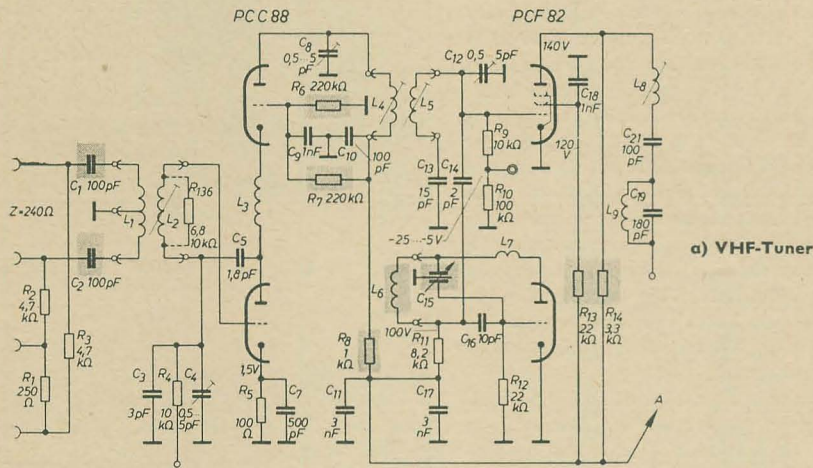 PCC 88
PCF 82
C8
0,5...5
pF
R6 220kΩ
C9 1nF
C10
100
pF
R7 220kΩ
L4
L5
C12
0,5...5pF
140V
C18
1nF
120
V
L8
C21
100
pF
L9
C19
180
pF
R9
10kΩ
R10
100
kΩ
C13
15
pF
C14
2
pF
C1 100pF
Z=240Ω
C2 100pF
L1
L2
R136
6,8
10kΩ
C5
1,8pF
L3
R2
4,7
kΩ
R1
250
Ω
R3
4,7
kΩ
C3
3pF
R4
10
kΩ
C4
0,5...
5pF
1,5V
R5
100
Ω
C7
500
pF
R8
1
kΩ
C11
3
nF
-25...-5V
L6
C15
L7
100V
R11
8,2
kΩ
C16 10pF
C17
3
nF
R12
22
kΩ
R13
22
kΩ
R14
3,3
kΩ
A
a) VHF-Tuner